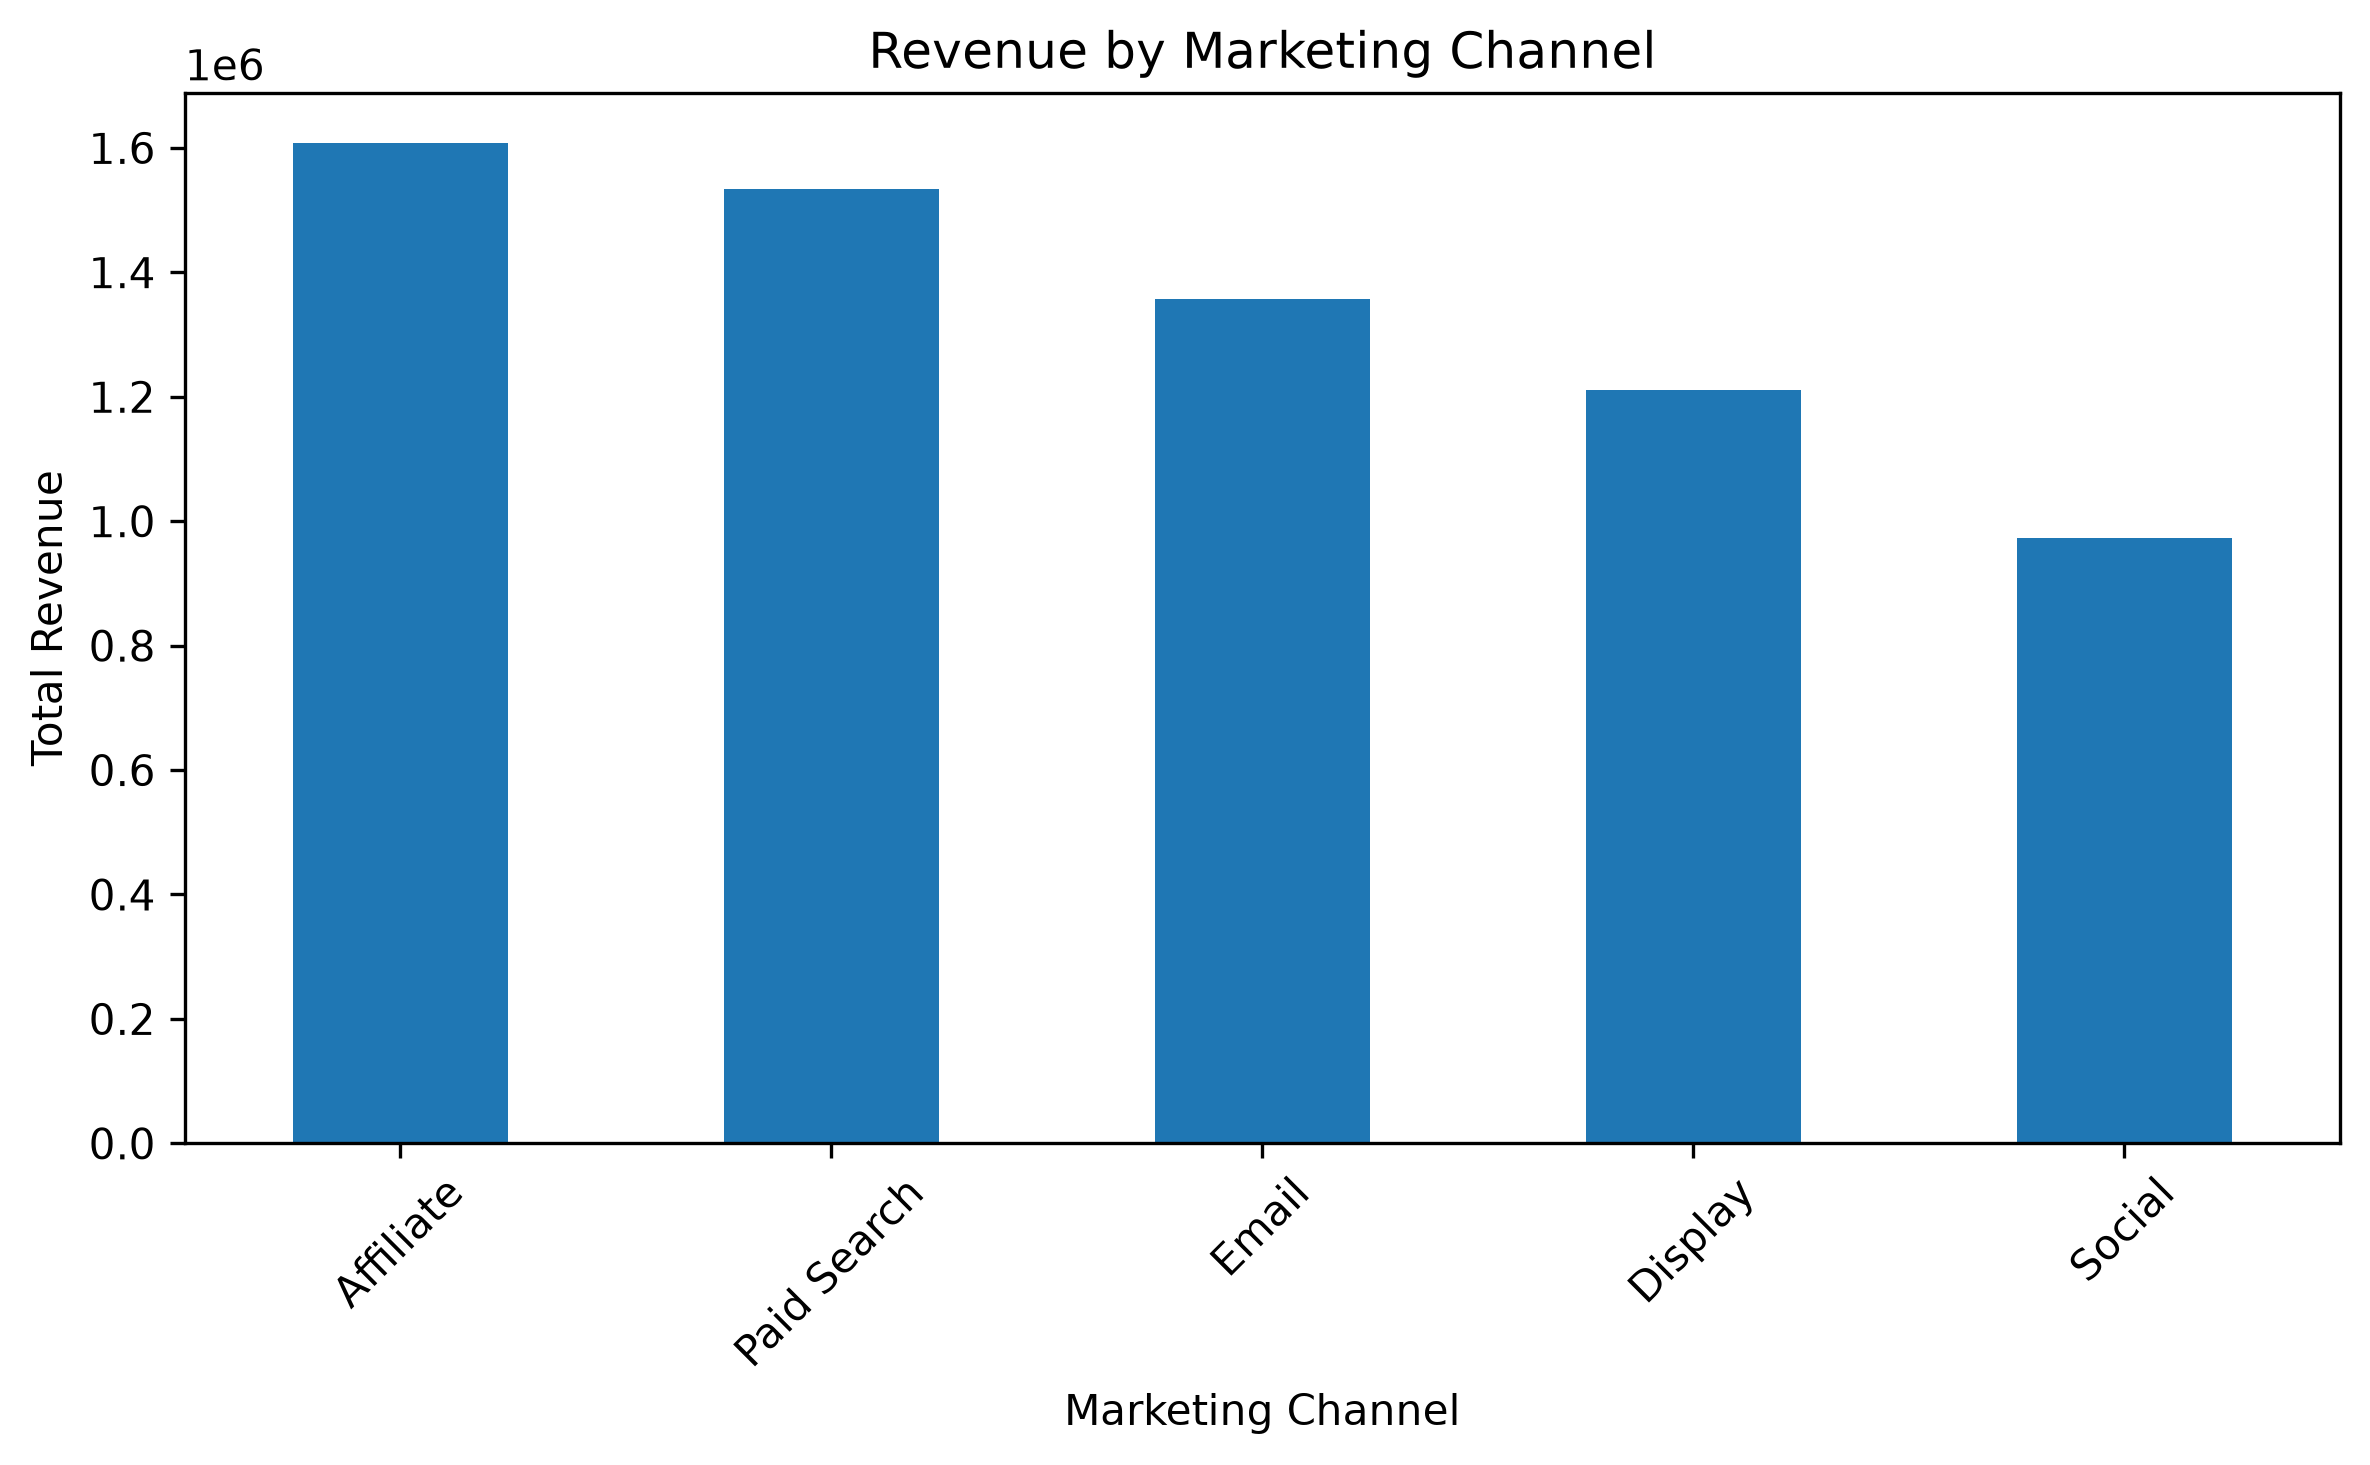 Revenue by Marketing Channel
1e6
1.6
1.4
1.2
1.0
0.8
0.6
0.4
0.2
0.0
Total Revenue
Affiliate
Paid Search
Email
Display
Social
Marketing Channel